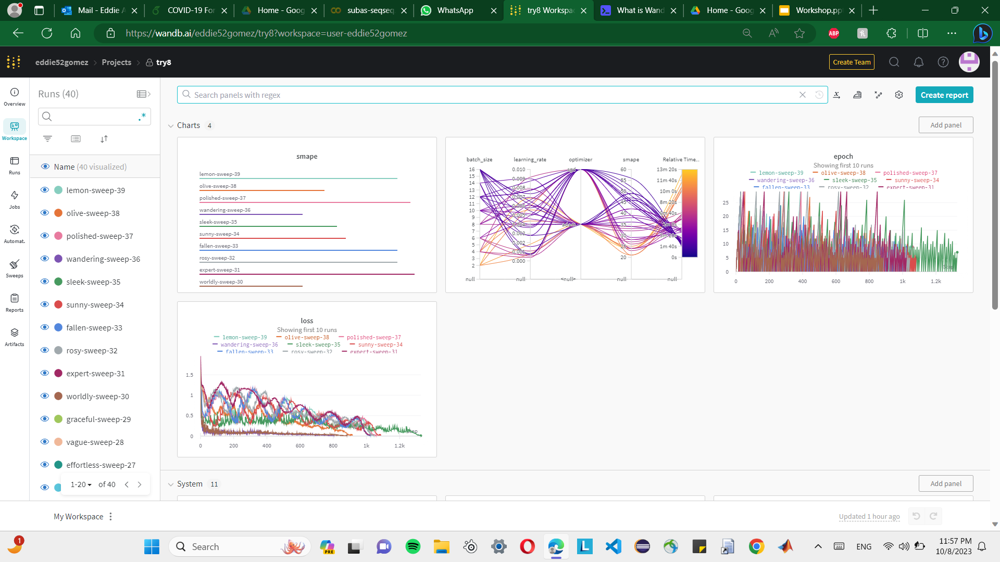 Mail - Eddie A
COVID-19 For
Home - Goog
subas-seqseq
WhatsApp
try8 Workspac
What is Wand
Home - Goog
Workshop.pp
https://wandb.ai/eddie52gomez/try8?workspace=user-eddie52gomez
ABP
eddie52gomez
Projects
try8
Create Team
Overview
Workspace
Runs
Jobs
Automat.
Sweeps
Reports
Artifacts
Runs (40)
.*
Name (40 visualized)
lemon-sweep-39
olive-sweep-38
polished-sweep-37
wandering-sweep-36
sleek-sweep-35
sunny-sweep-34
fallen-sweep-33
rosy-sweep-32
expert-sweep-31
worldly-sweep-30
graceful-sweep-29
vague-sweep-28
effortless-sweep-27
1-20 of 40
Search panels with regex
Create report
Charts 4
Add panel
smape
lemon-sweep-39
olive-sweep-38
polished-sweep-37
wandering-sweep-36
sleek-sweep-35
sunny-sweep-34
fallen-sweep-33
rosy-sweep-32
expert-sweep-31
worldly-sweep-30
batch_size learning_rate optimizer smape Relative Time...
16
15
14
13
12
11
10
9
8
7
6
5
4
3
2
null
0.010
0.009
0.008
0.007
0.006
0.005
0.004
0.003
0.002
0.001
0.000
null
sgd
adam
<null>
60
55
50
45
40
35
30
25
20
null
13m 20s
11m 40s
10m 0s
8m 20s
6m 40s
5m 0s
3m 20s
1m 40s
0s
null
epoch
Showing first 10 runs
lemon-sweep-39 olive-sweep-38 polished-sweep-37
wandering-sweep-36 sleek-sweep-35 sunny-sweep-34
fallen-sweep-33 rosy-sweep-32 expert-sweep-31
25
20
15
10
5
0
Step
0 200 400 600 800 1k 1.2k
loss
Showing first 10 runs
lemon-sweep-39 olive-sweep-38 polished-sweep-37
wandering-sweep-36 sleek-sweep-35 sunny-sweep-34
fallen-sweep-33 rosy-sweep-32 expert-sweep-31
1.5
1
0.5
0
Step
0 200 400 600 800 1k 1.2k
System 11
Add panel
My Workspace
Updated 1 hour ago
1
Search
PRE
L
ENG
11:57 PM
10/8/2023